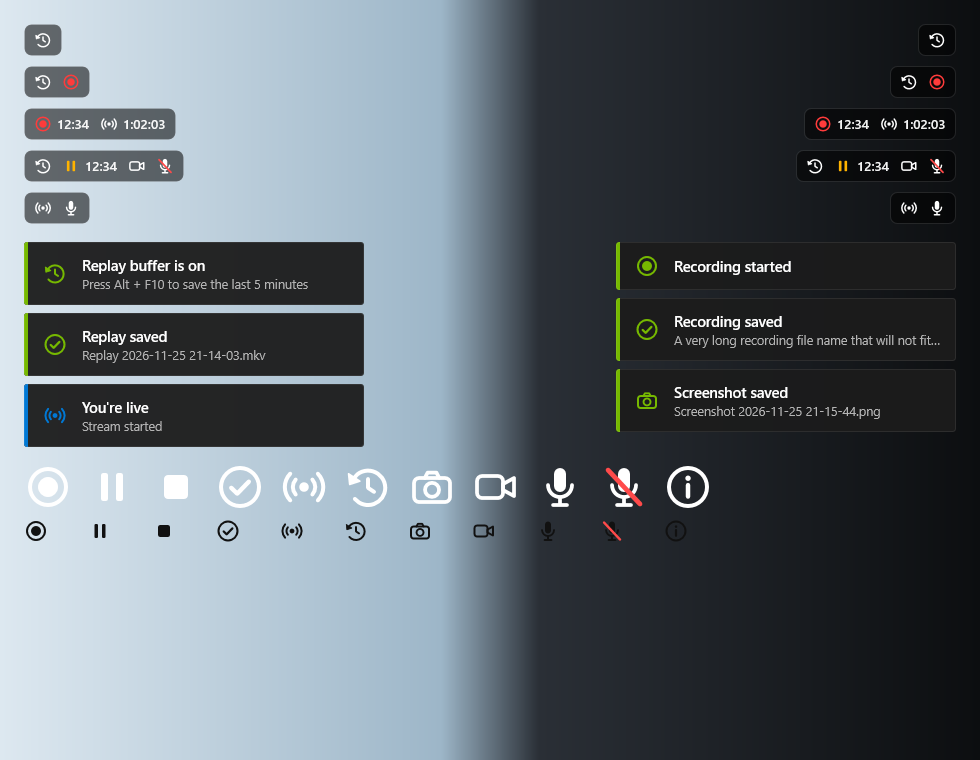 12:34 1:02:03
12:34 1:02:03
12:34
12:34
Replay buffer is on
Press Alt + F10 to save the last 5 minutes
Replay saved
Replay 2026-11-25 21-14-03.mkv
You're live
Stream started
Recording started
Recording saved
A very long recording file name that will not fit...
Screenshot saved
Screenshot 2026-11-25 21-15-44.png